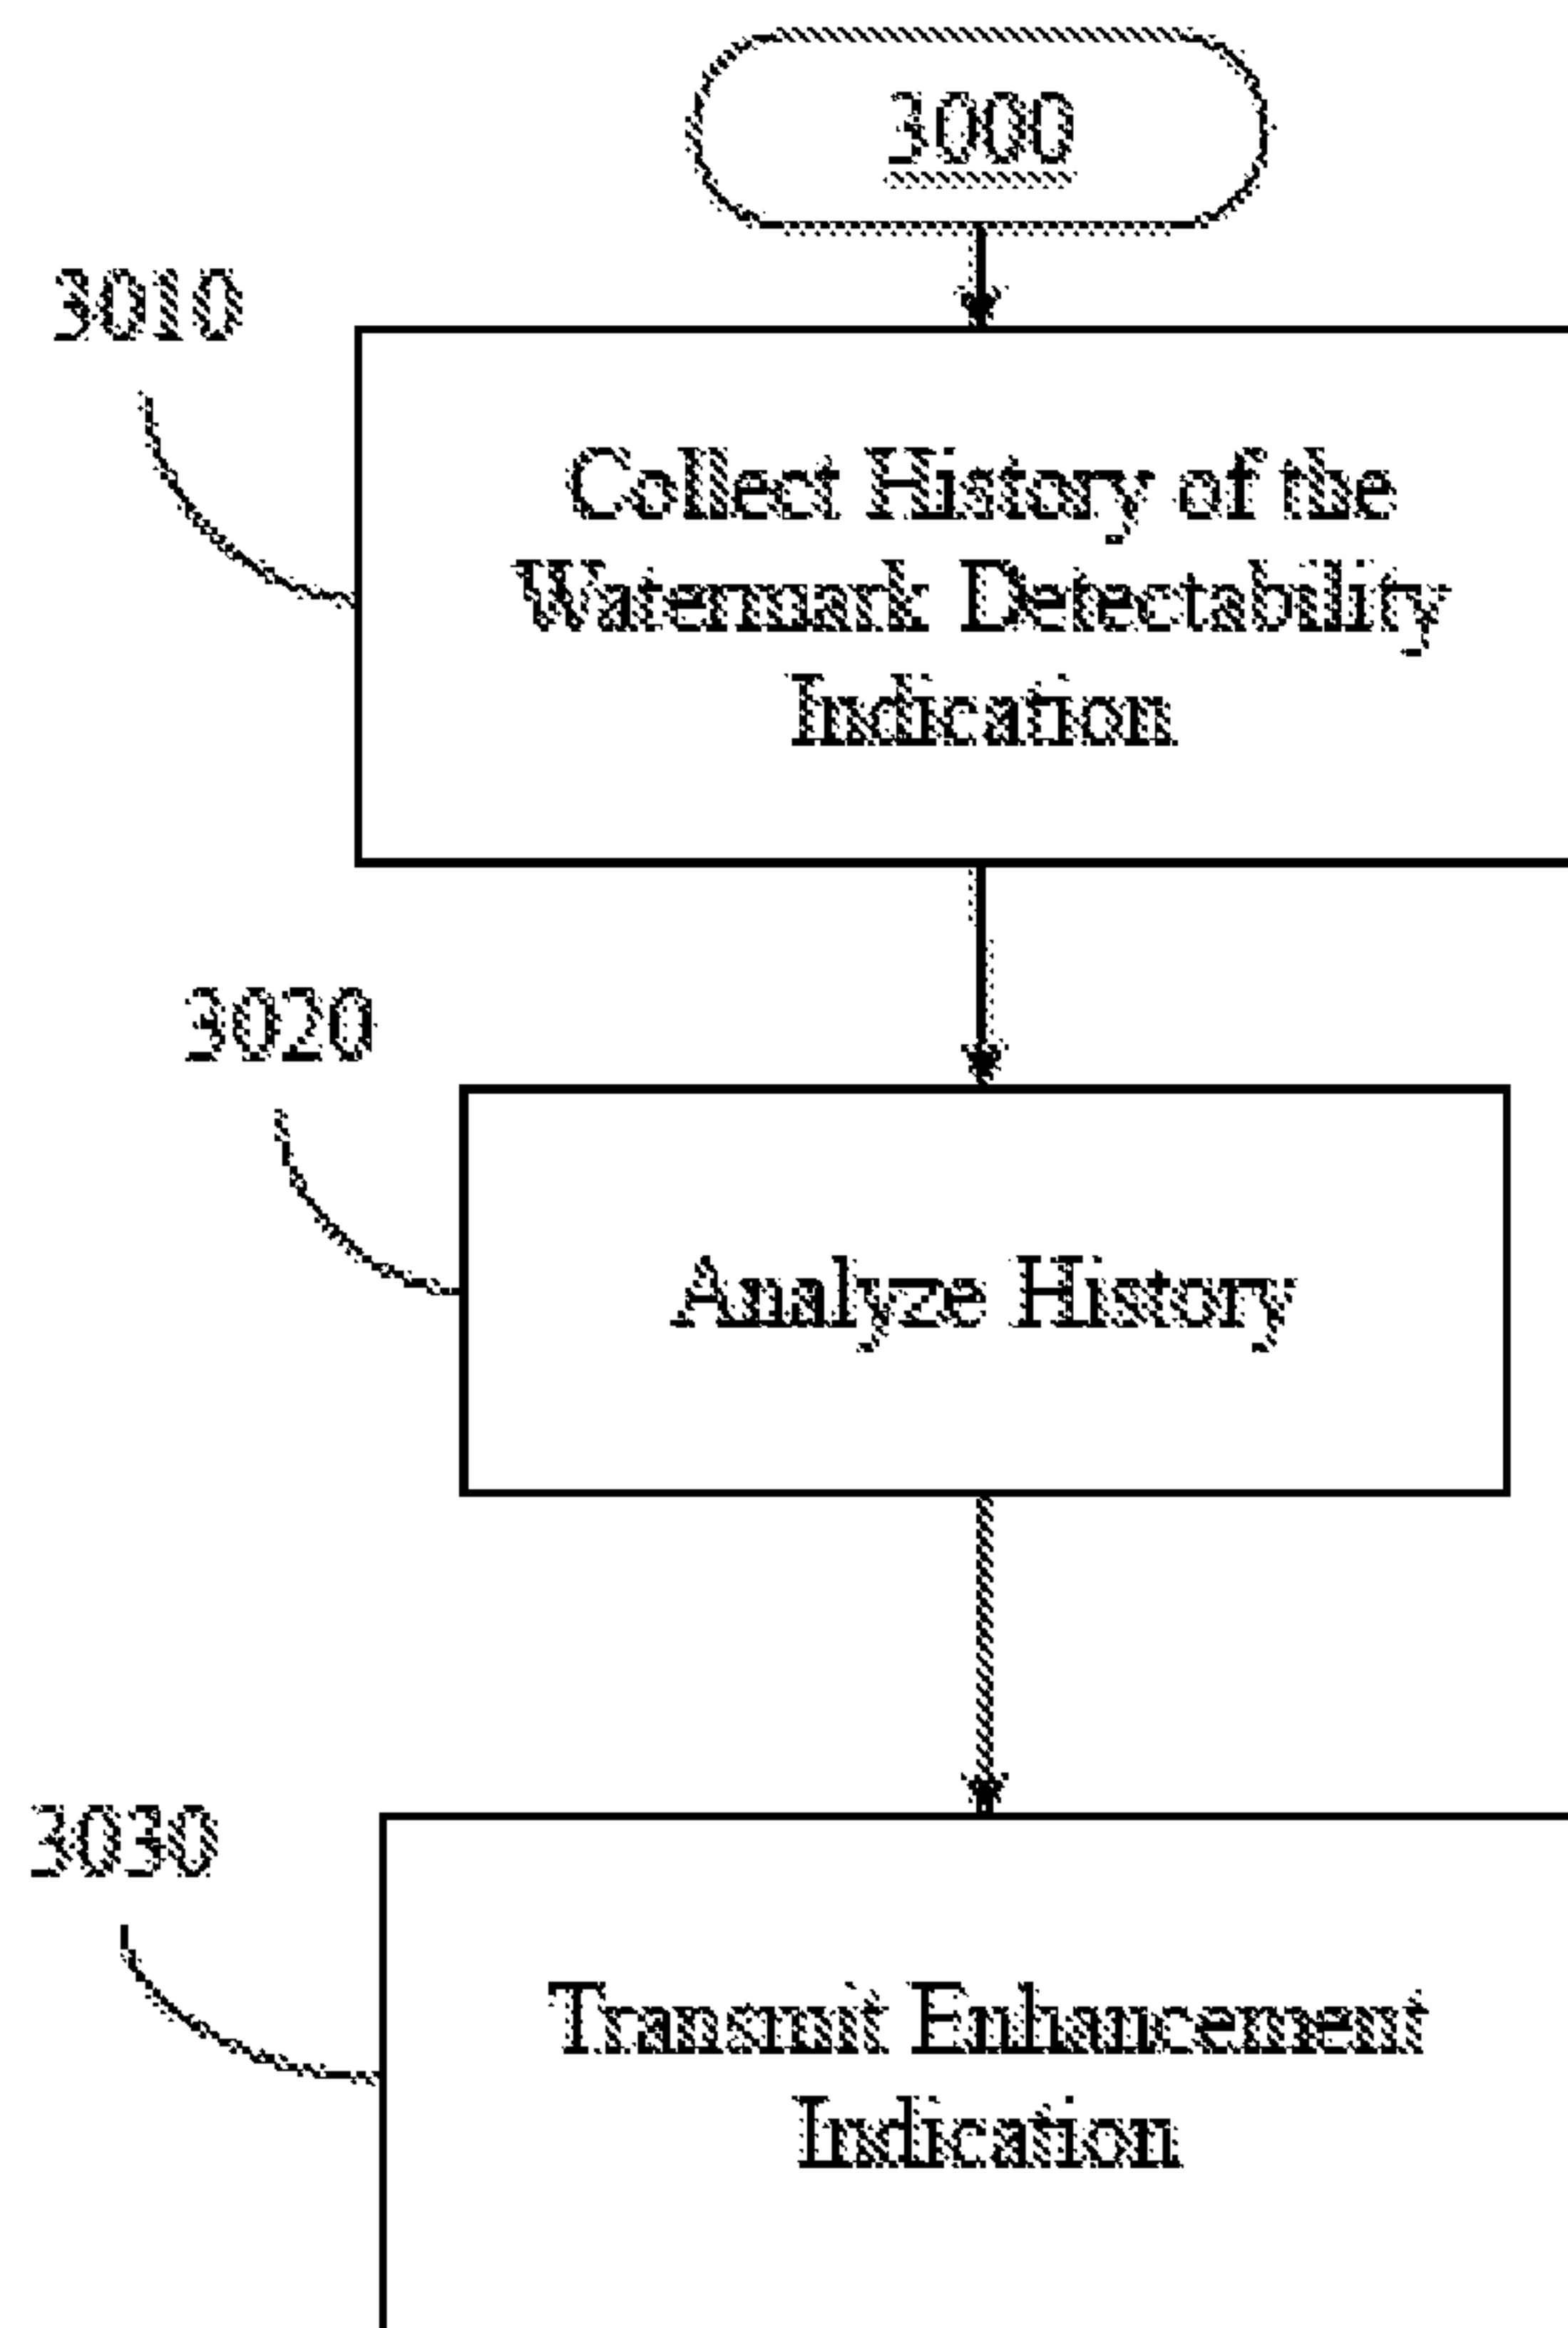 3000
3010
Collect History of the
Watermark Detectability
Indication
3020
Analyze History
3030
Transmit Enhancement
Indication